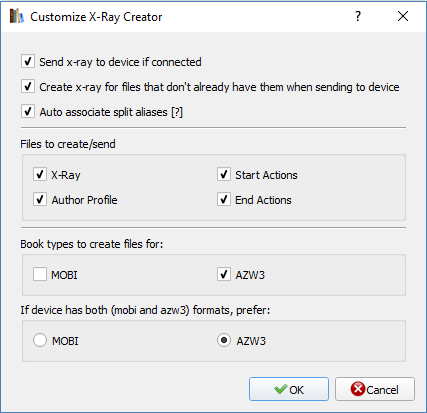 Customize X-Ray Creator
?
Send x-ray to device if connected
Create x-ray for files that don't already have them when sending to device
Auto associate split aliases [?]
Files to create/send
X-Ray Start Actions
Author Profile End Actions
Book types to create files for:
MOBI AZW3
If device has both (mobi and azw3) formats, prefer:
MOBI AZW3
OK Cancel